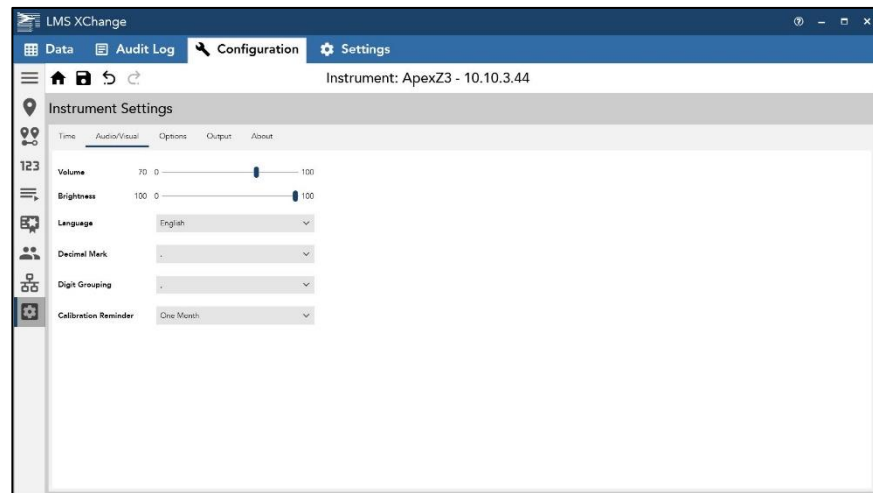 LMS XChange
Data Audit Log Configuration Settings
Instrument: ApexZ3 - 10.10.3.44
Instrument Settings
Time Audio/Visual Options Output About
123
Volume 70 0 100
Brightness 100 0 100
Language English
Decimal Mark .
Digit Grouping ,
Calibration Reminder One Month